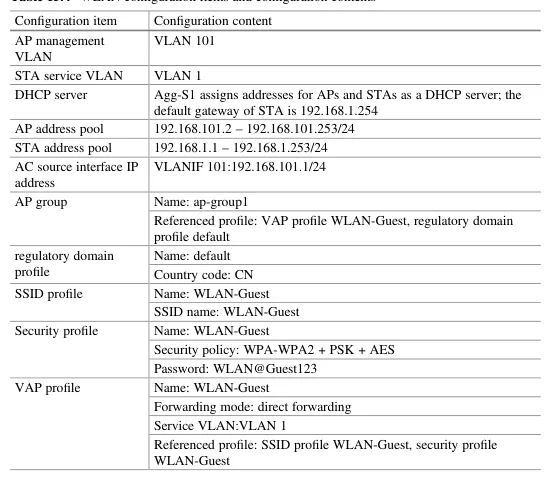 Configuration item Configuration content
AP management VLAN 101
VLAN
STA service VLAN VLAN 1
DHCP server Agg-S1 assigns addresses for APs and STAs as a DHCP server; the
default gateway of STA is 192.168.1.254
AP address pool 192.168.101.2 – 192.168.101.253/24
STA address pool 192.168.1.1 – 192.168.1.253/24
AC source interface IP VLANIF 101:192.168.101.1/24
address
AP group Name: ap-group1
Referenced profile: VAP profile WLAN-Guest, regulatory domain
profile default
regulatory domain Name: default
profile Country code: CN
SSID profile Name: WLAN-Guest
SSID name: WLAN-Guest
Security profile Name: WLAN-Guest
Security policy: WPA-WPA2 + PSK + AES
Password: WLAN@Guest123
VAP profile Name: WLAN-Guest
Forwarding mode: direct forwarding
Service VLAN:VLAN 1
Referenced profile: SSID profile WLAN-Guest, security profile
WLAN-Guest